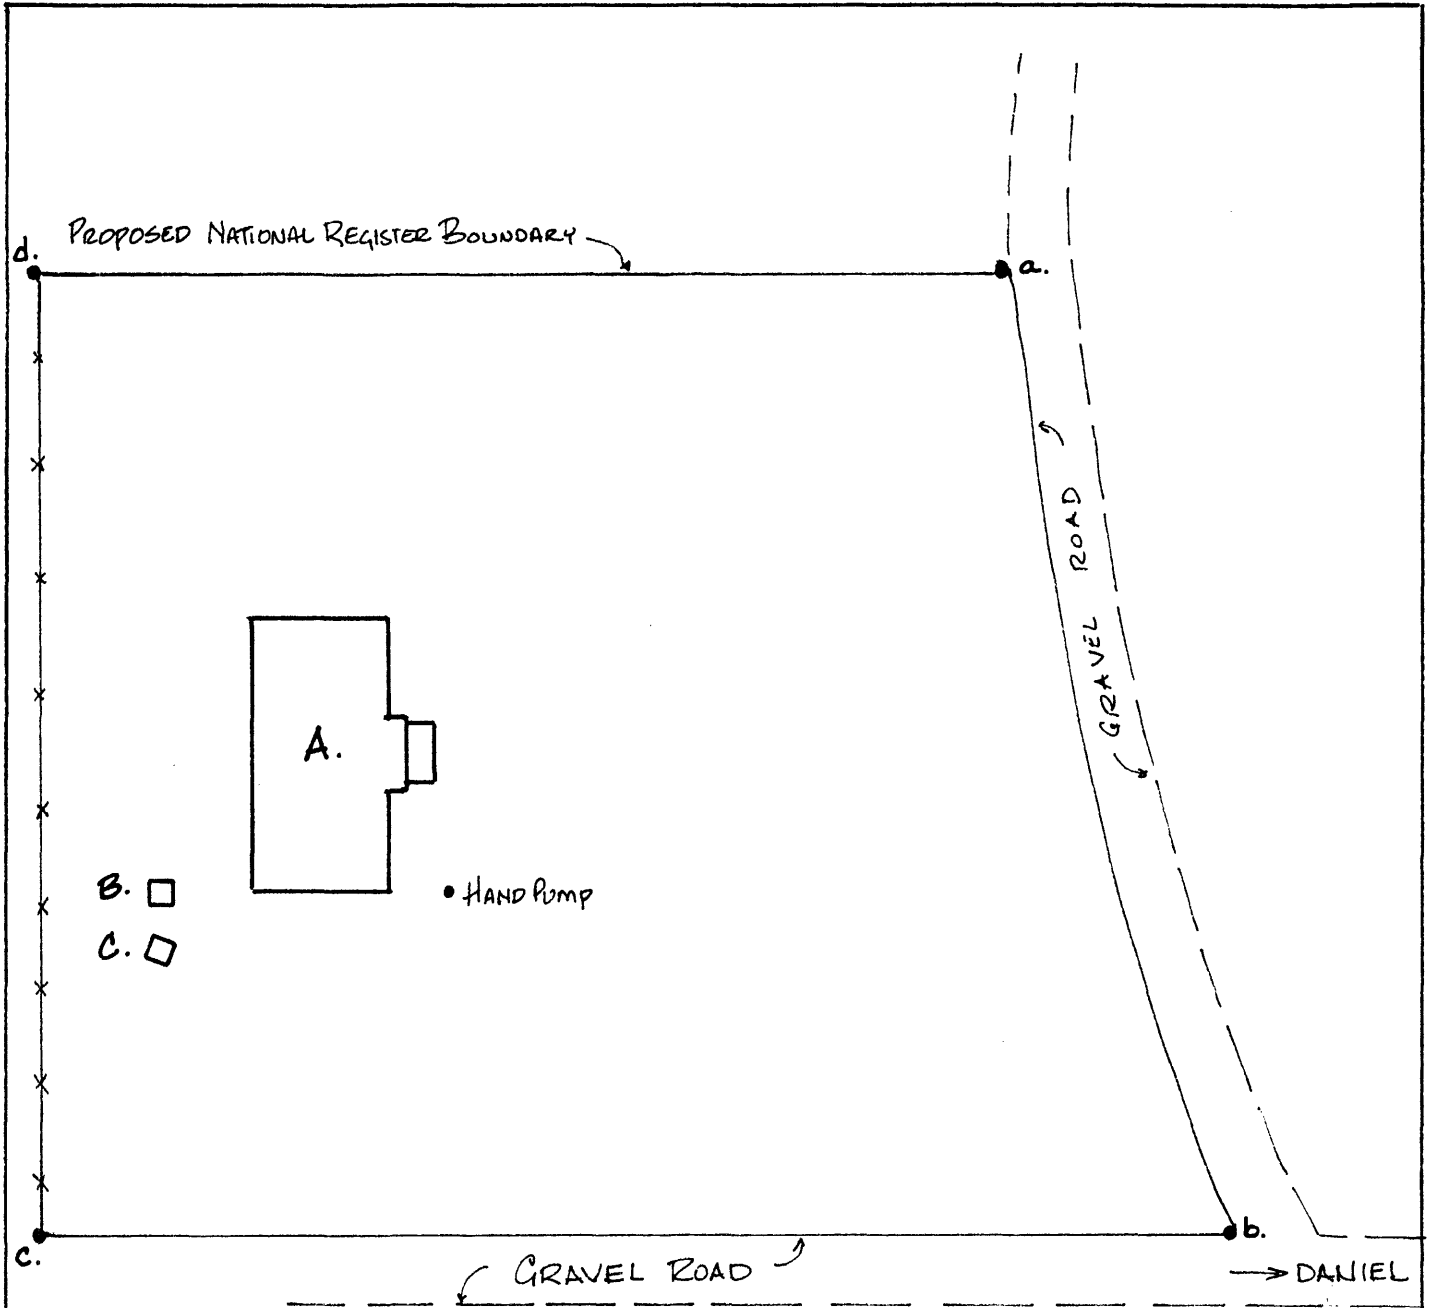 PROPOSED NATIONAL REGISTER BOUNDARY
d.
a.
GRAVEL ROAD
A.
B.
HAND PUMP
C.
b.
c.
GRAVEL ROAD
→ DANIEL